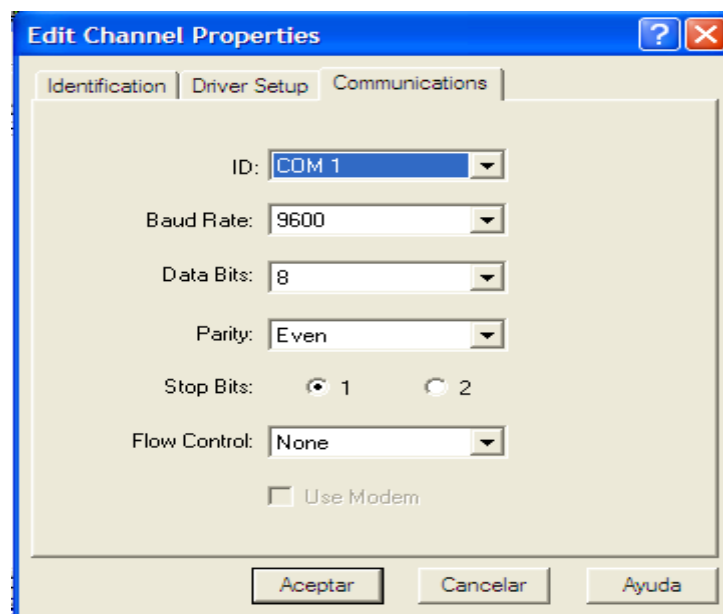 Edit Channel Properties
Identification Driver Setup Communications
ID: COM 1
Baud Rate: 9600
Data Bits: 8
Parity: Even
Stop Bits: 1 2
Flow Control: None
Use Modem
Aceptar Cancelar Ayuda